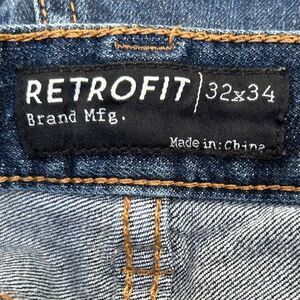 RETROFIT | 32x34
Brand Mfg.
Made in: China